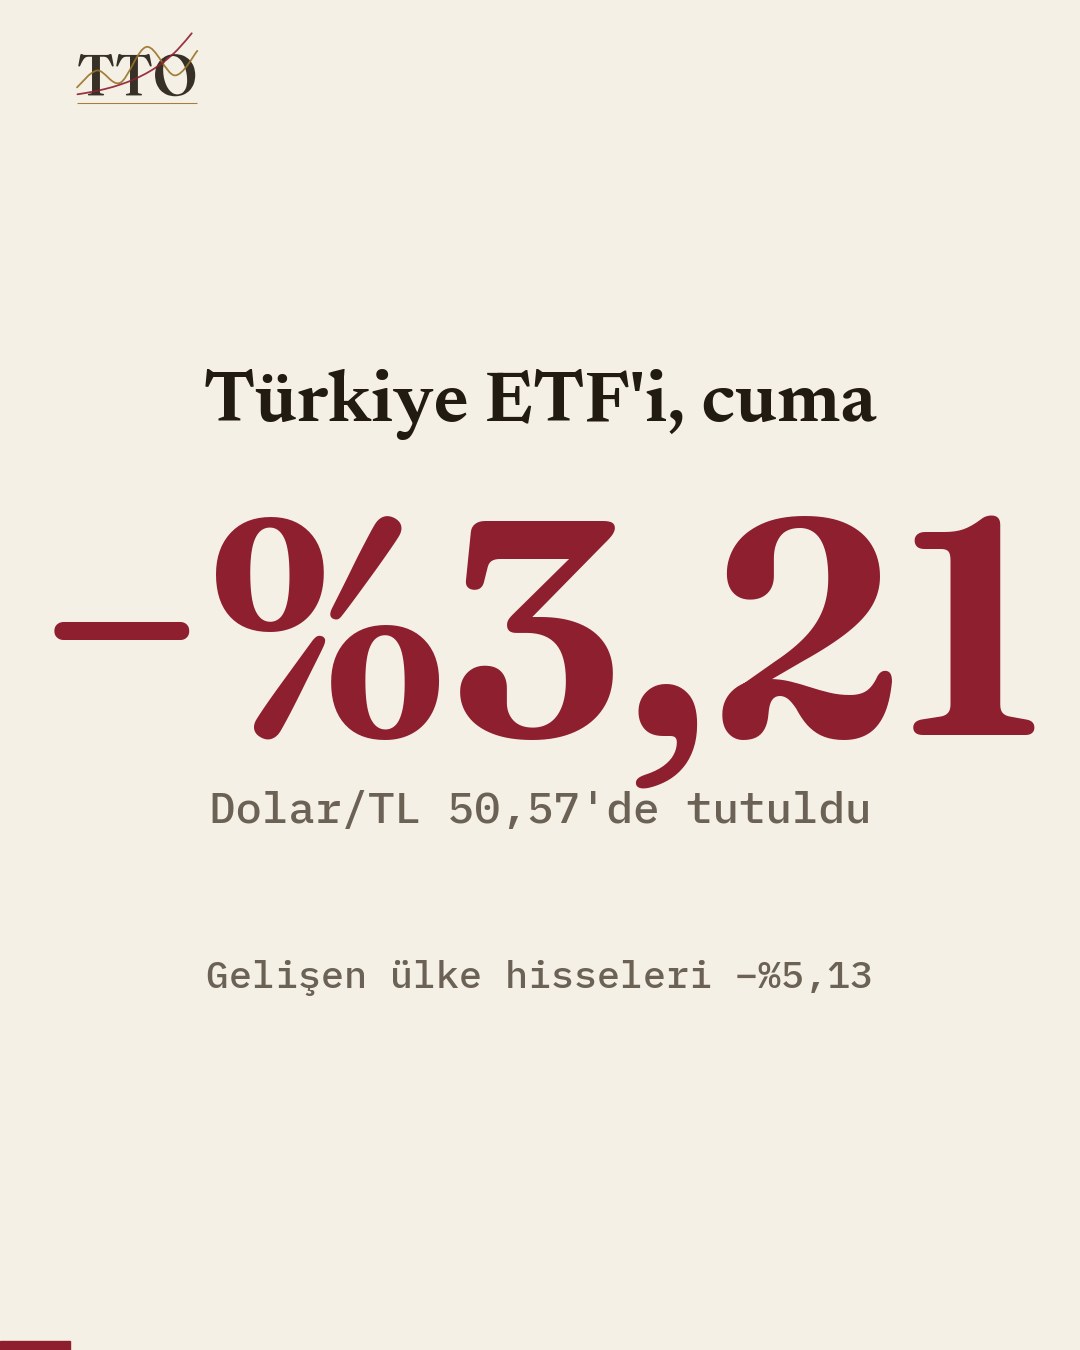 TTO
Türkiye ETF'i, cuma
−%3,21
Dolar/TL 50,57'de tutuldu
Gelişen ülke hisseleri −%5,13